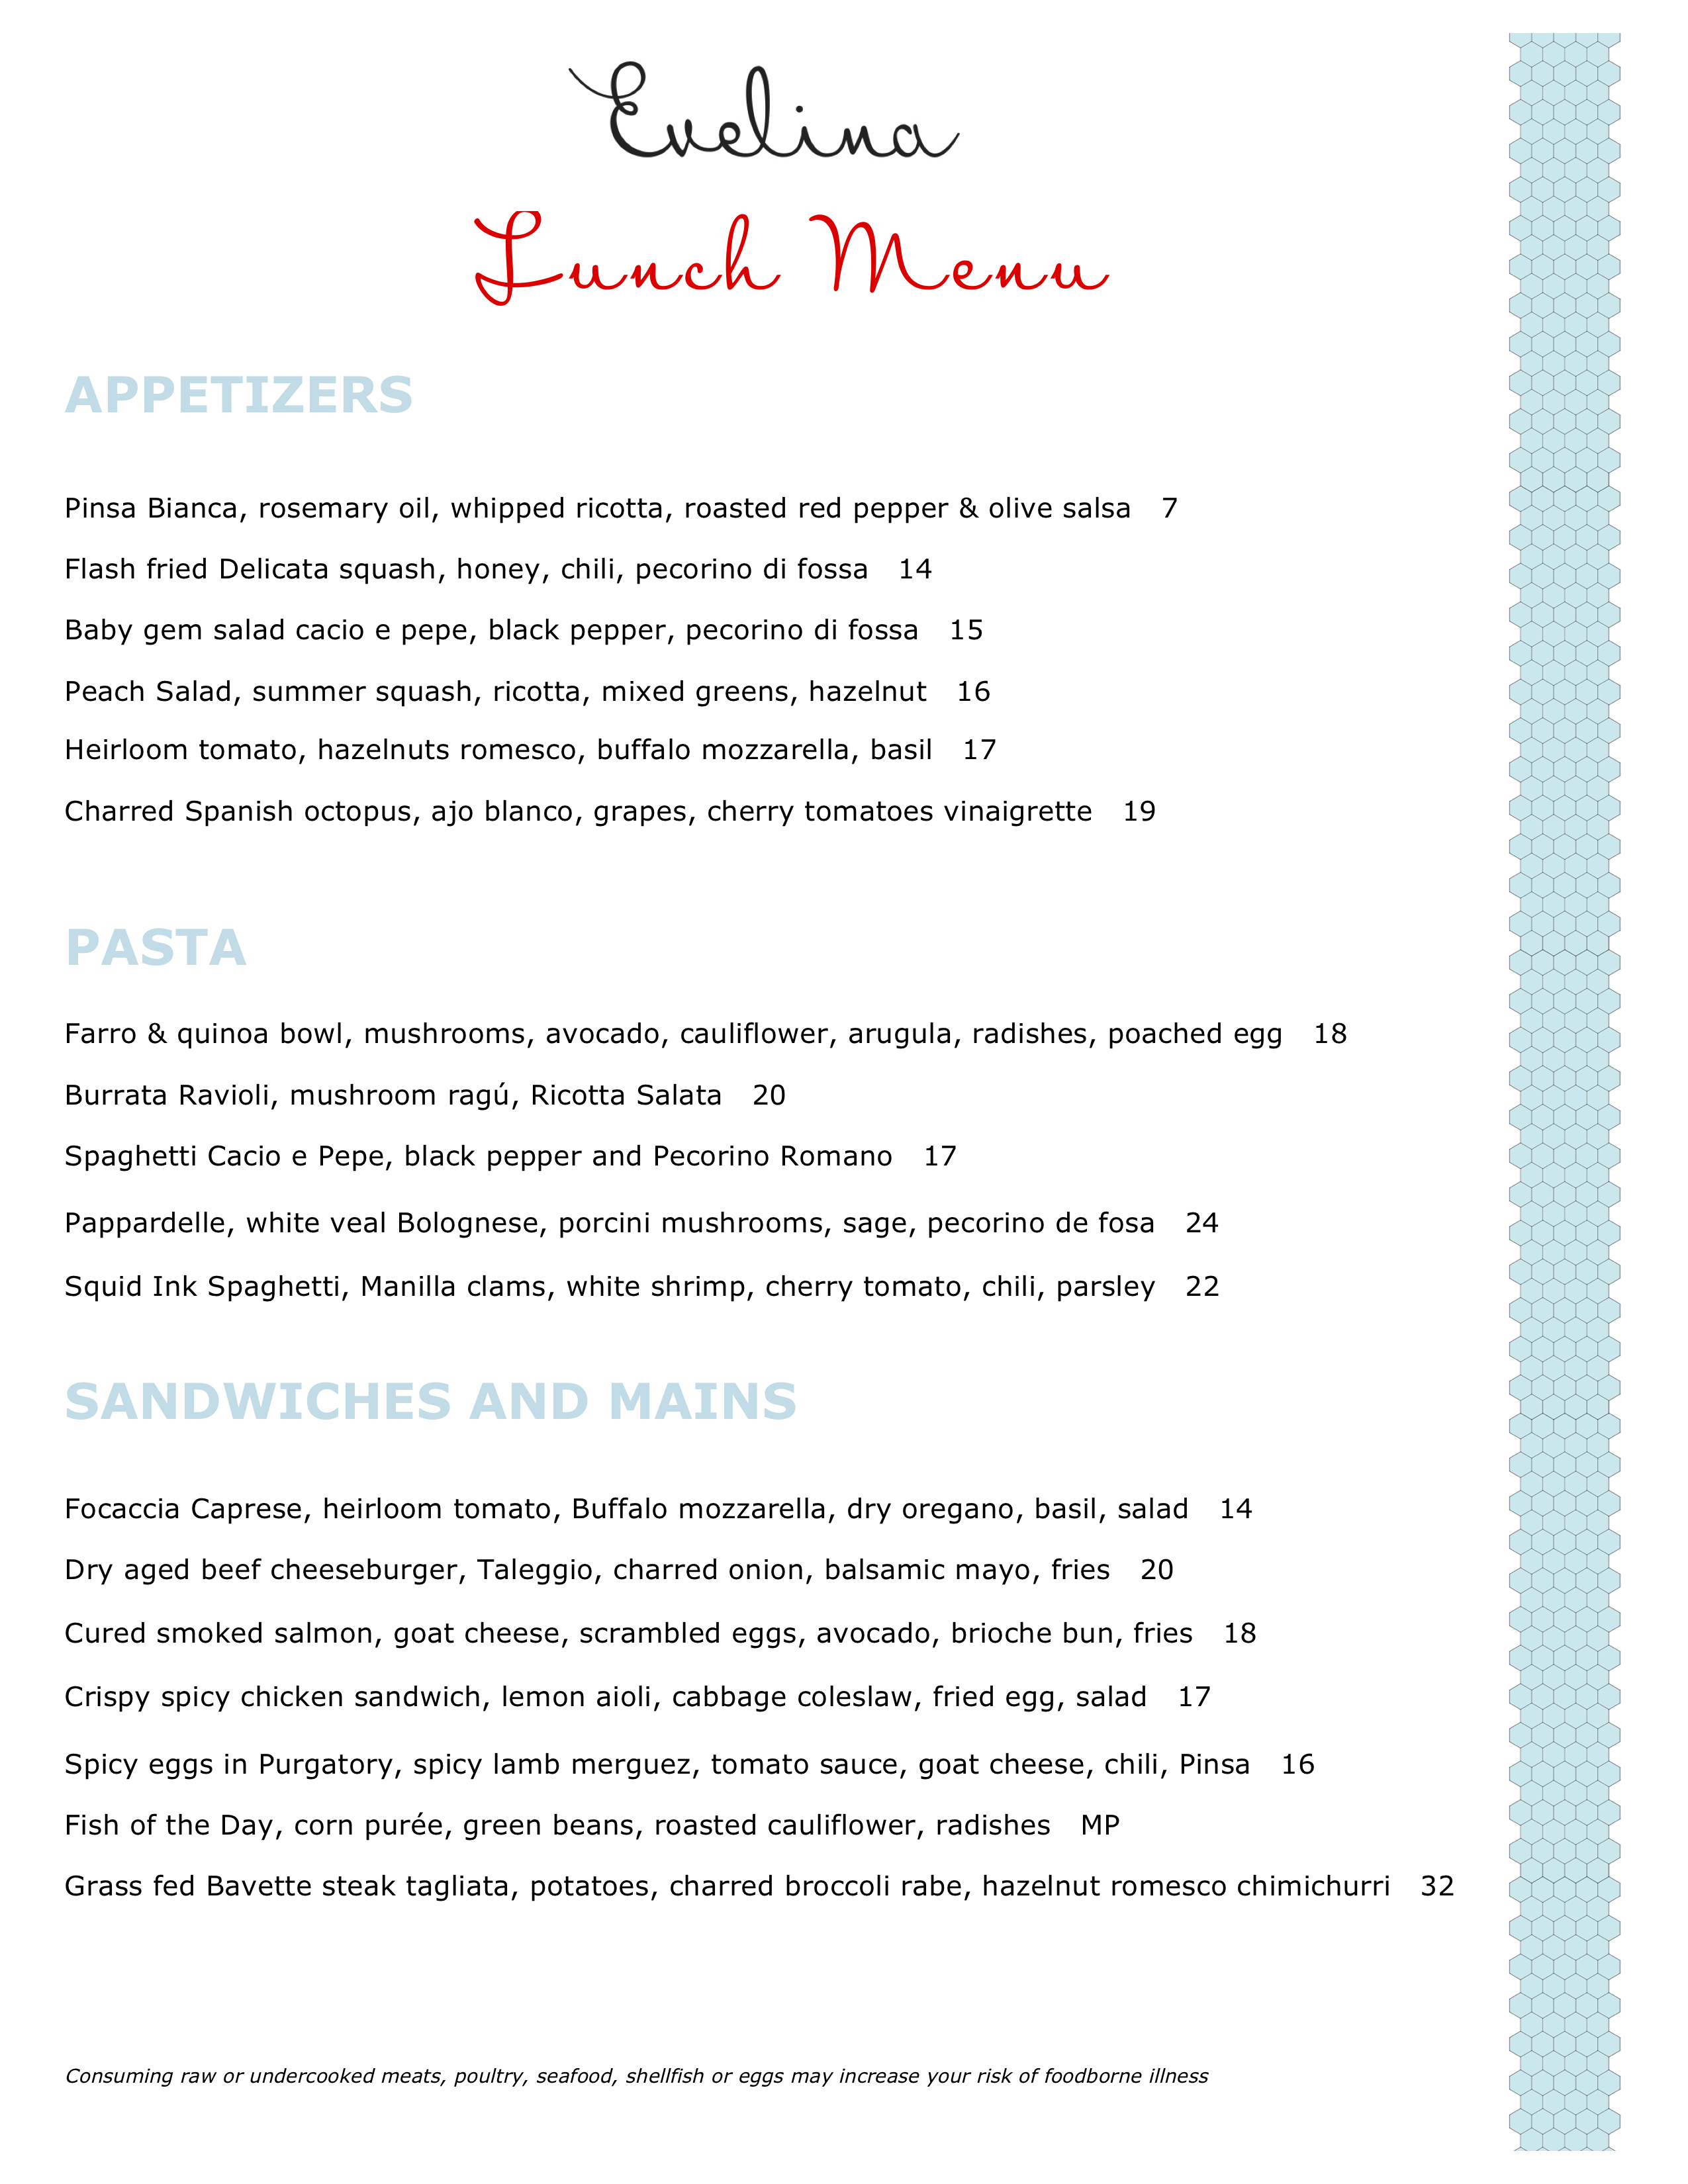 Evelina
Lunch Menu
APPETIZERS
Pinsa Bianca, rosemary oil, whipped ricotta, roasted red pepper & olive salsa 7
Flash fried Delicata squash, honey, chili, pecorino di fossa 14
Baby gem salad cacio e pepe, black pepper, pecorino di fossa 15
Peach Salad, summer squash, ricotta, mixed greens, hazelnut 16
Heirloom tomato, hazelnuts romesco, buffalo mozzarella, basil 17
Charred Spanish octopus, ajo blanco, grapes, cherry tomatoes vinaigrette 19
PASTA
Farro & quinoa bowl, mushrooms, avocado, cauliflower, arugula, radishes, poached egg 18
Burrata Ravioli, mushroom ragú, Ricotta Salata 20
Spaghetti Cacio e Pepe, black pepper and Pecorino Romano 17
Pappardelle, white veal Bolognese, porcini mushrooms, sage, pecorino de fosa 24
Squid Ink Spaghetti, Manilla clams, white shrimp, cherry tomato, chili, parsley 22
SANDWICHES AND MAINS
Focaccia Caprese, heirloom tomato, Buffalo mozzarella, dry oregano, basil, salad 14
Dry aged beef cheeseburger, Taleggio, charred onion, balsamic mayo, fries 20
Cured smoked salmon, goat cheese, scrambled eggs, avocado, brioche bun, fries 18
Crispy spicy chicken sandwich, lemon aioli, cabbage coleslaw, fried egg, salad 17
Spicy eggs in Purgatory, spicy lamb merguez, tomato sauce, goat cheese, chili, Pinsa 16
Fish of the Day, corn purée, green beans, roasted cauliflower, radishes MP
Grass fed Bavette steak tagliata, potatoes, charred broccoli rabe, hazelnut romesco chimichurri 32
Consuming raw or undercooked meats, poultry, seafood, shellfish or eggs may increase your risk of foodborne illness